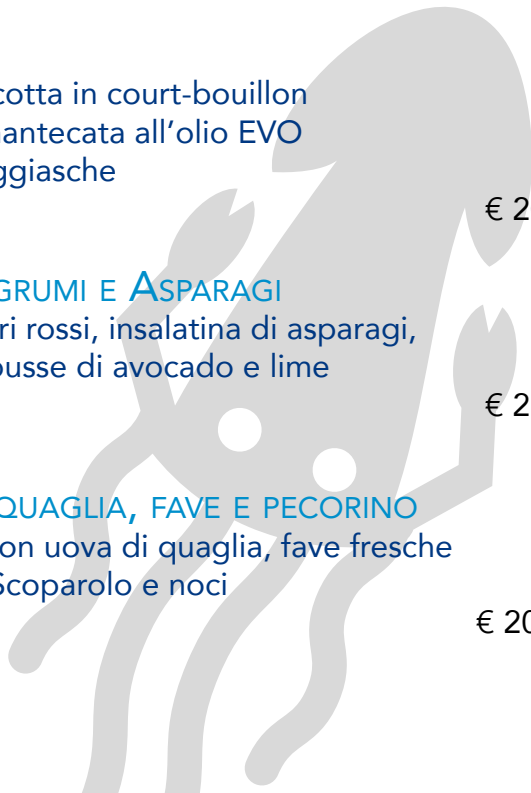 cotta in court-bouillon
mantecata all'olio EVO
ggiasche
€ 2
GRUMI E ASPARAGI
ri rossi, insalatina di asparagi,
ousse di avocado e lime
€ 2
QUAGLIA, FAVE E PECORINO
on uova di quaglia, fave fresche
Scoparolo e noci
€ 20